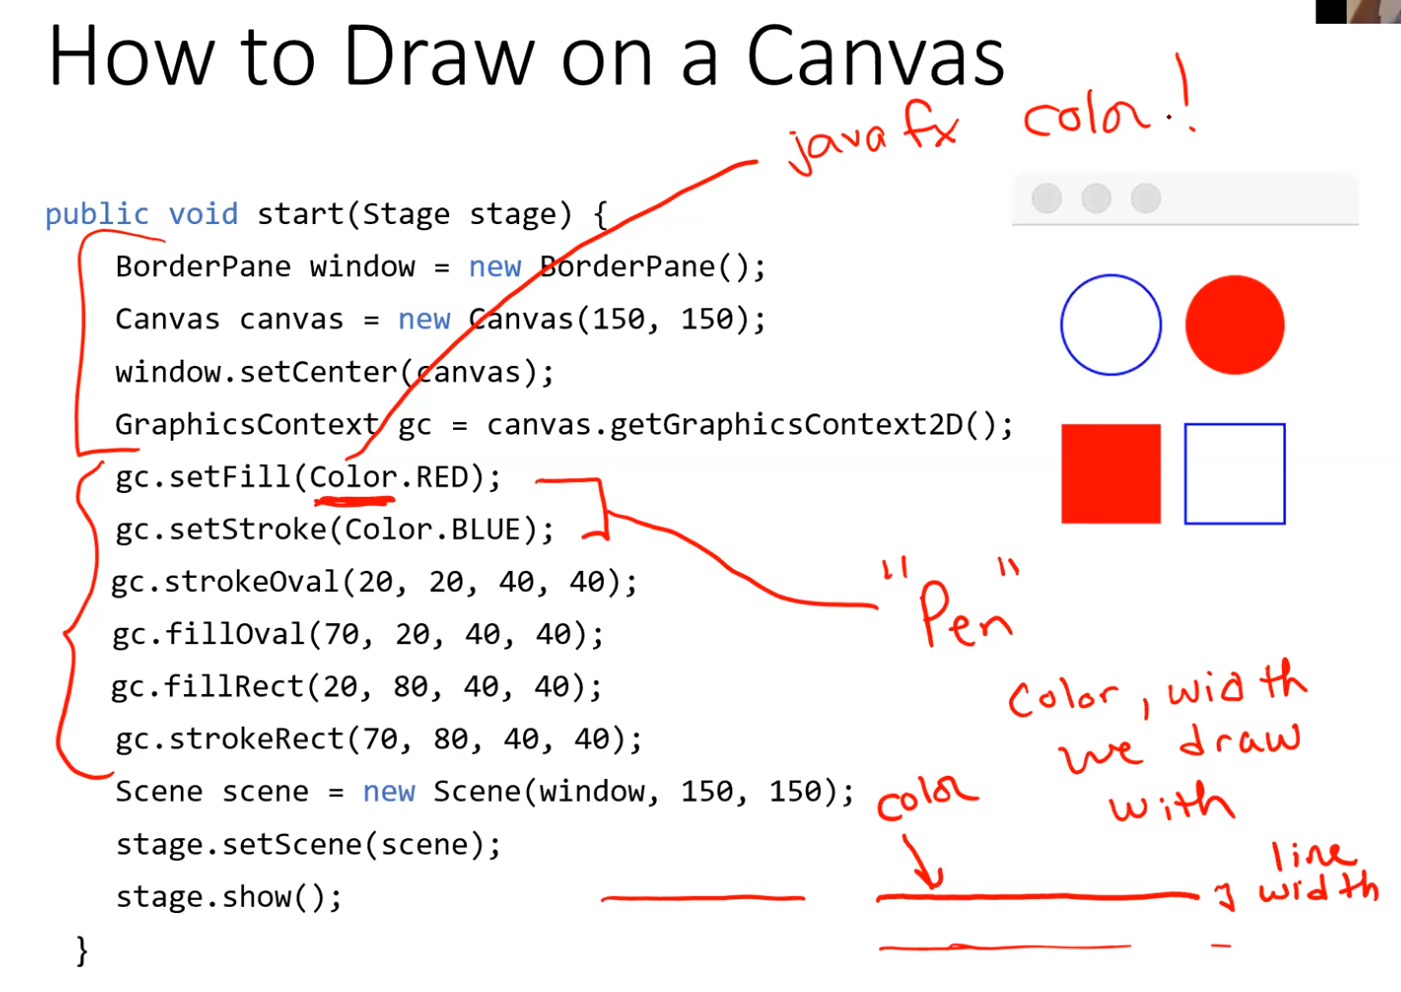 How to Draw on a Canvas
javafx color!
public void start(Stage stage) {
BorderPane window = new BorderPane();
Canvas canvas = new Canvas(150, 150);
window.setCenter(canvas);
GraphicsContext gc = canvas.getGraphicsContext2D();
gc.setFill(Color.RED);
gc.setStroke(Color.BLUE);
gc.strokeOval(20, 20, 40, 40);
gc.fillOval(70, 20, 40, 40);
gc.fillRect(20, 80, 40, 40);
gc.strokeRect(70, 80, 40, 40);
Scene scene = new Scene(window, 150, 150);
stage.setScene(scene);
stage.show();
}
"Pen"
Color, width
we draw
with
color
line
width